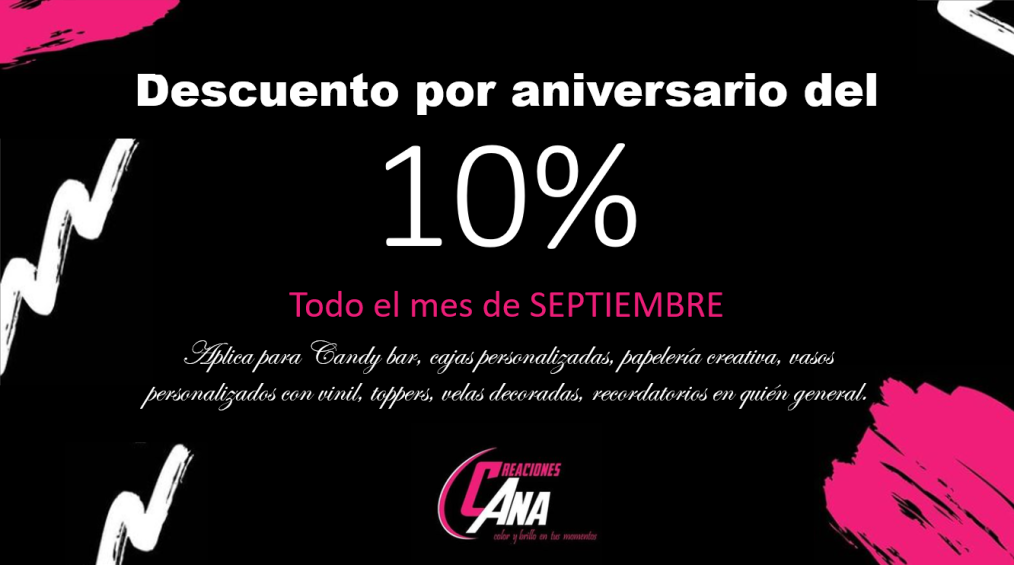 Descuento por aniversario del
10%
Todo el mes de SEPTIEMBRE
Aplica para Candy bar, cajas personalizadas, papelería creativa, vasos
personalizados con vinil, toppers, velas decoradas, recordatorios en quién general.
CREACIONES
ANA
color y brillo en tus momentos